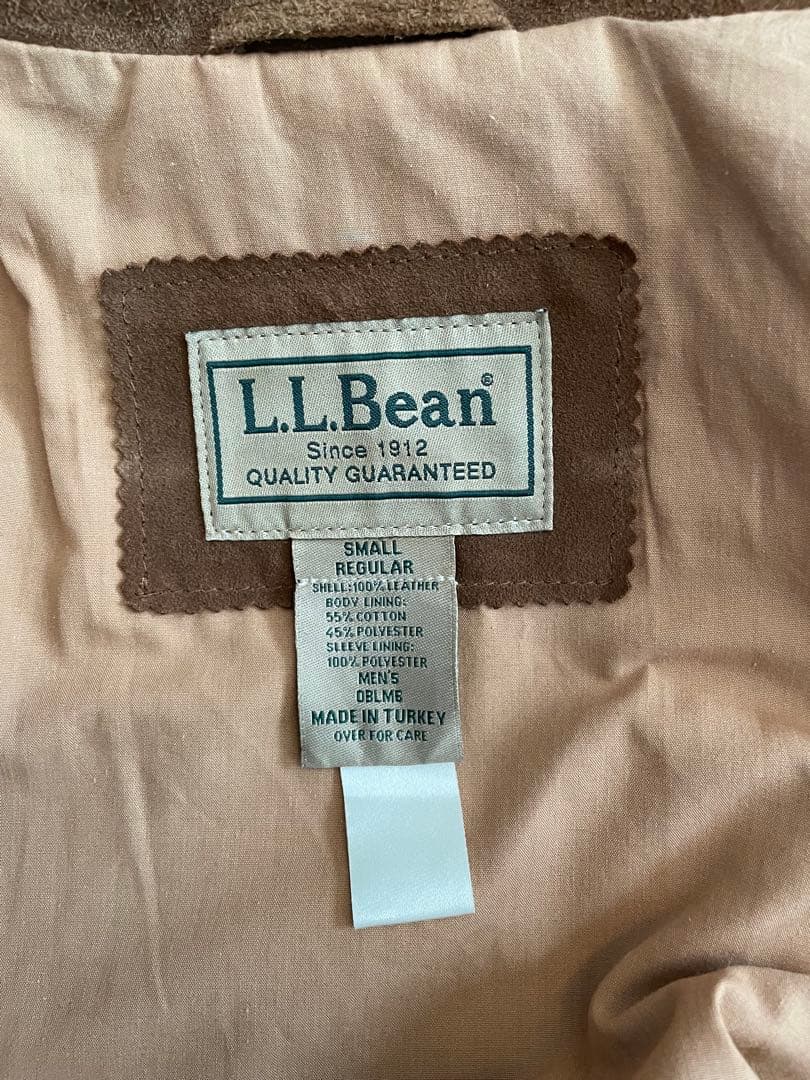 L.L.Bean®
Since 1912
QUALITY GUARANTEED
SMALL
REGULAR
SHELL:100% LEATHER
BODY LINING:
55% COTTON
45% POLYESTER
SLEEVE LINING:
100% POLYESTER
MEN'S
OBLM6
MADE IN TURKEY
OVER FOR CARE